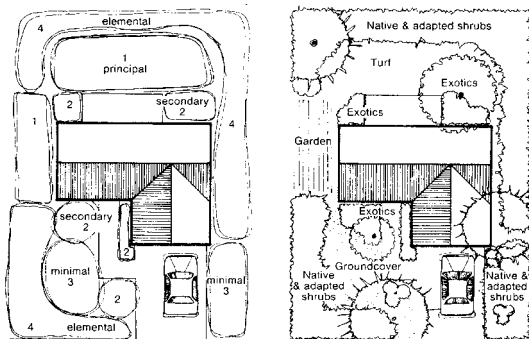 4
elemental
1
principal
2
secondary
2
1
4
secondary
2
2
minimal
3
minimal
3
2
4
elemental
Native & adapted shrubs
Turf
Exotics
Exotics
Garden
Exotics
Groundcover
Native
& adapted
shrubs
Native &
adapted
shrubs